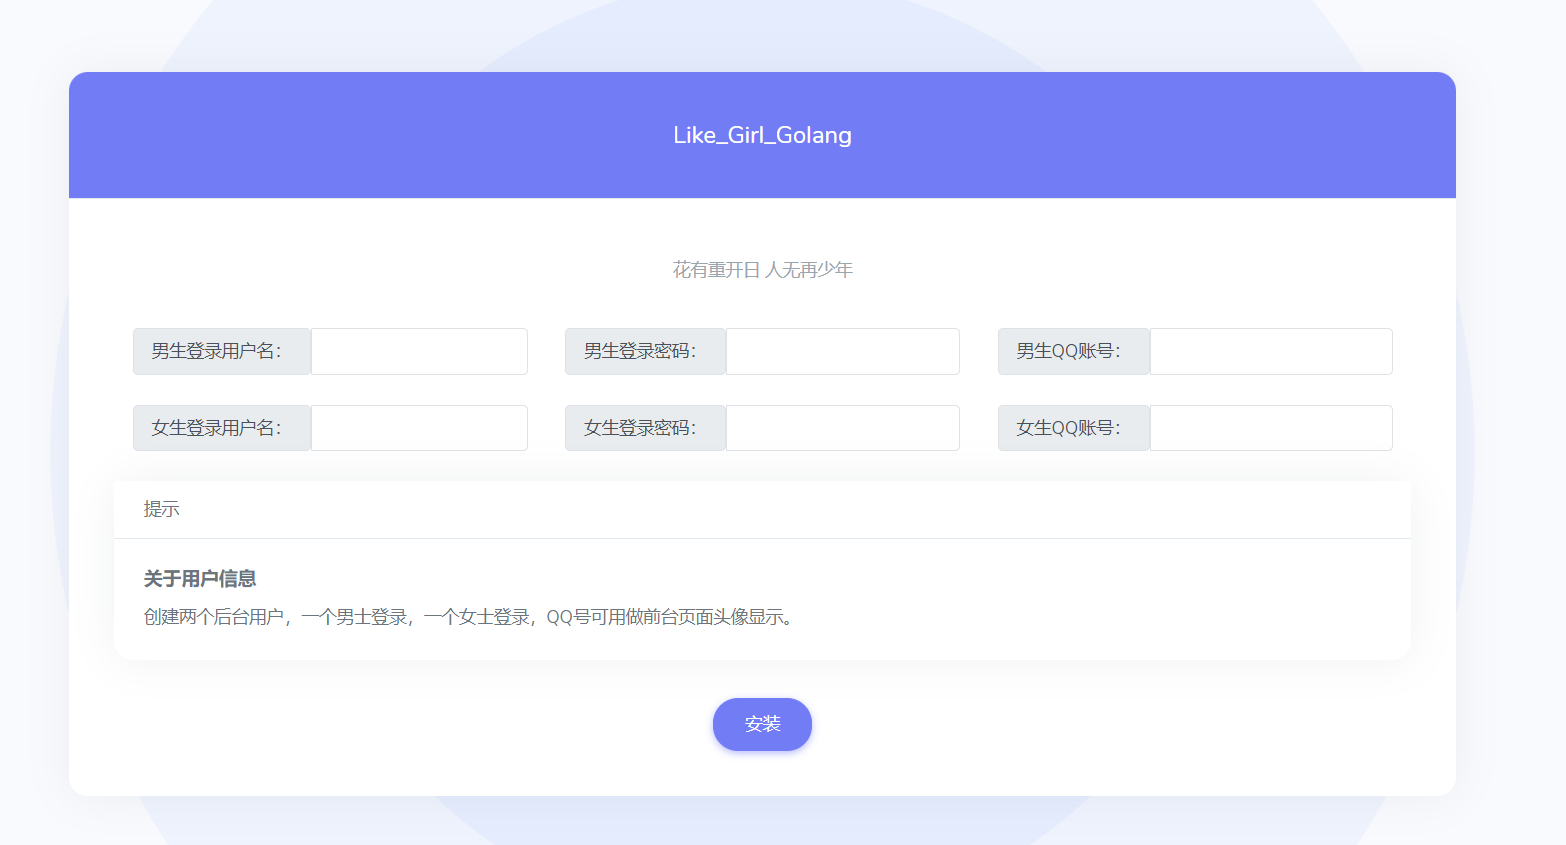 Like_Girl_Golang
花有重开日 人无再少年
男生登录用户名： 男生登录密码： 男生QQ账号：
女生登录用户名： 女生登录密码： 女生QQ账号：
提示
关于用户信息
创建两个后台用户，一个男士登录，一个女士登录，QQ号可用做前台页面头像显示。
安装